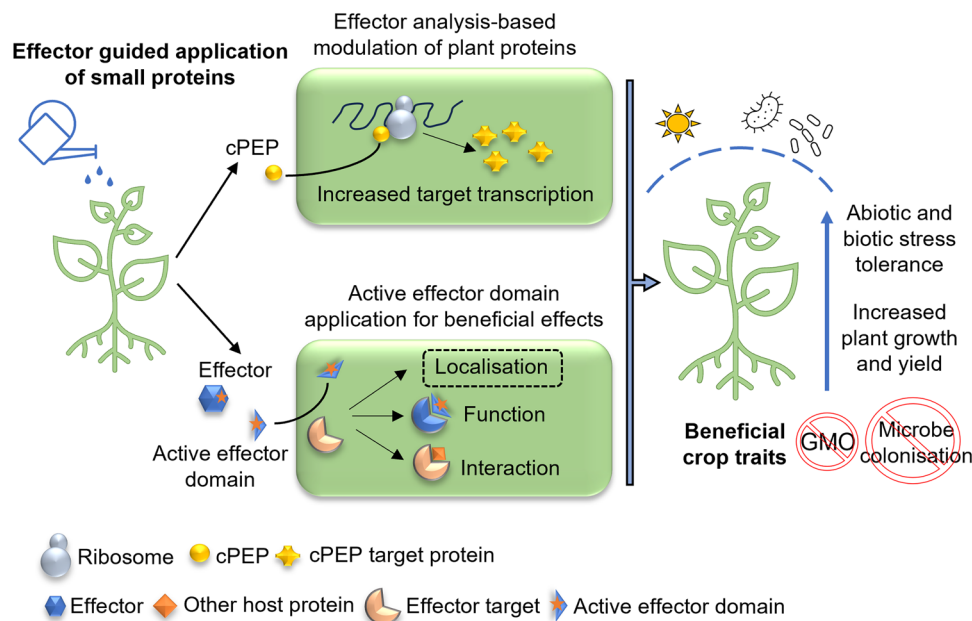 Effector guided application
of small proteins
Effector analysis-based
modulation of plant proteins
cPEP
Increased target transcription
Active effector domain
application for beneficial effects
Effector
Active effector
domain
Localisation
Function
Interaction
Abiotic and
biotic stress
tolerance
Increased
plant growth
and yield
Beneficial
crop traits
GMO
Microbe
colonisation
Ribosome
cPEP
cPEP target protein
Effector
Other host protein
Effector target
Active effector domain